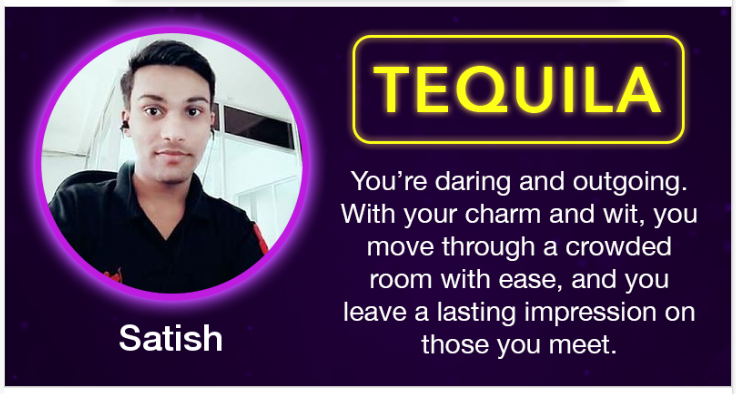 TEQUILA
You're daring and outgoing.
With your charm and wit, you
move through a crowded
room with ease, and you
leave a lasting impression on
those you meet.
Satish